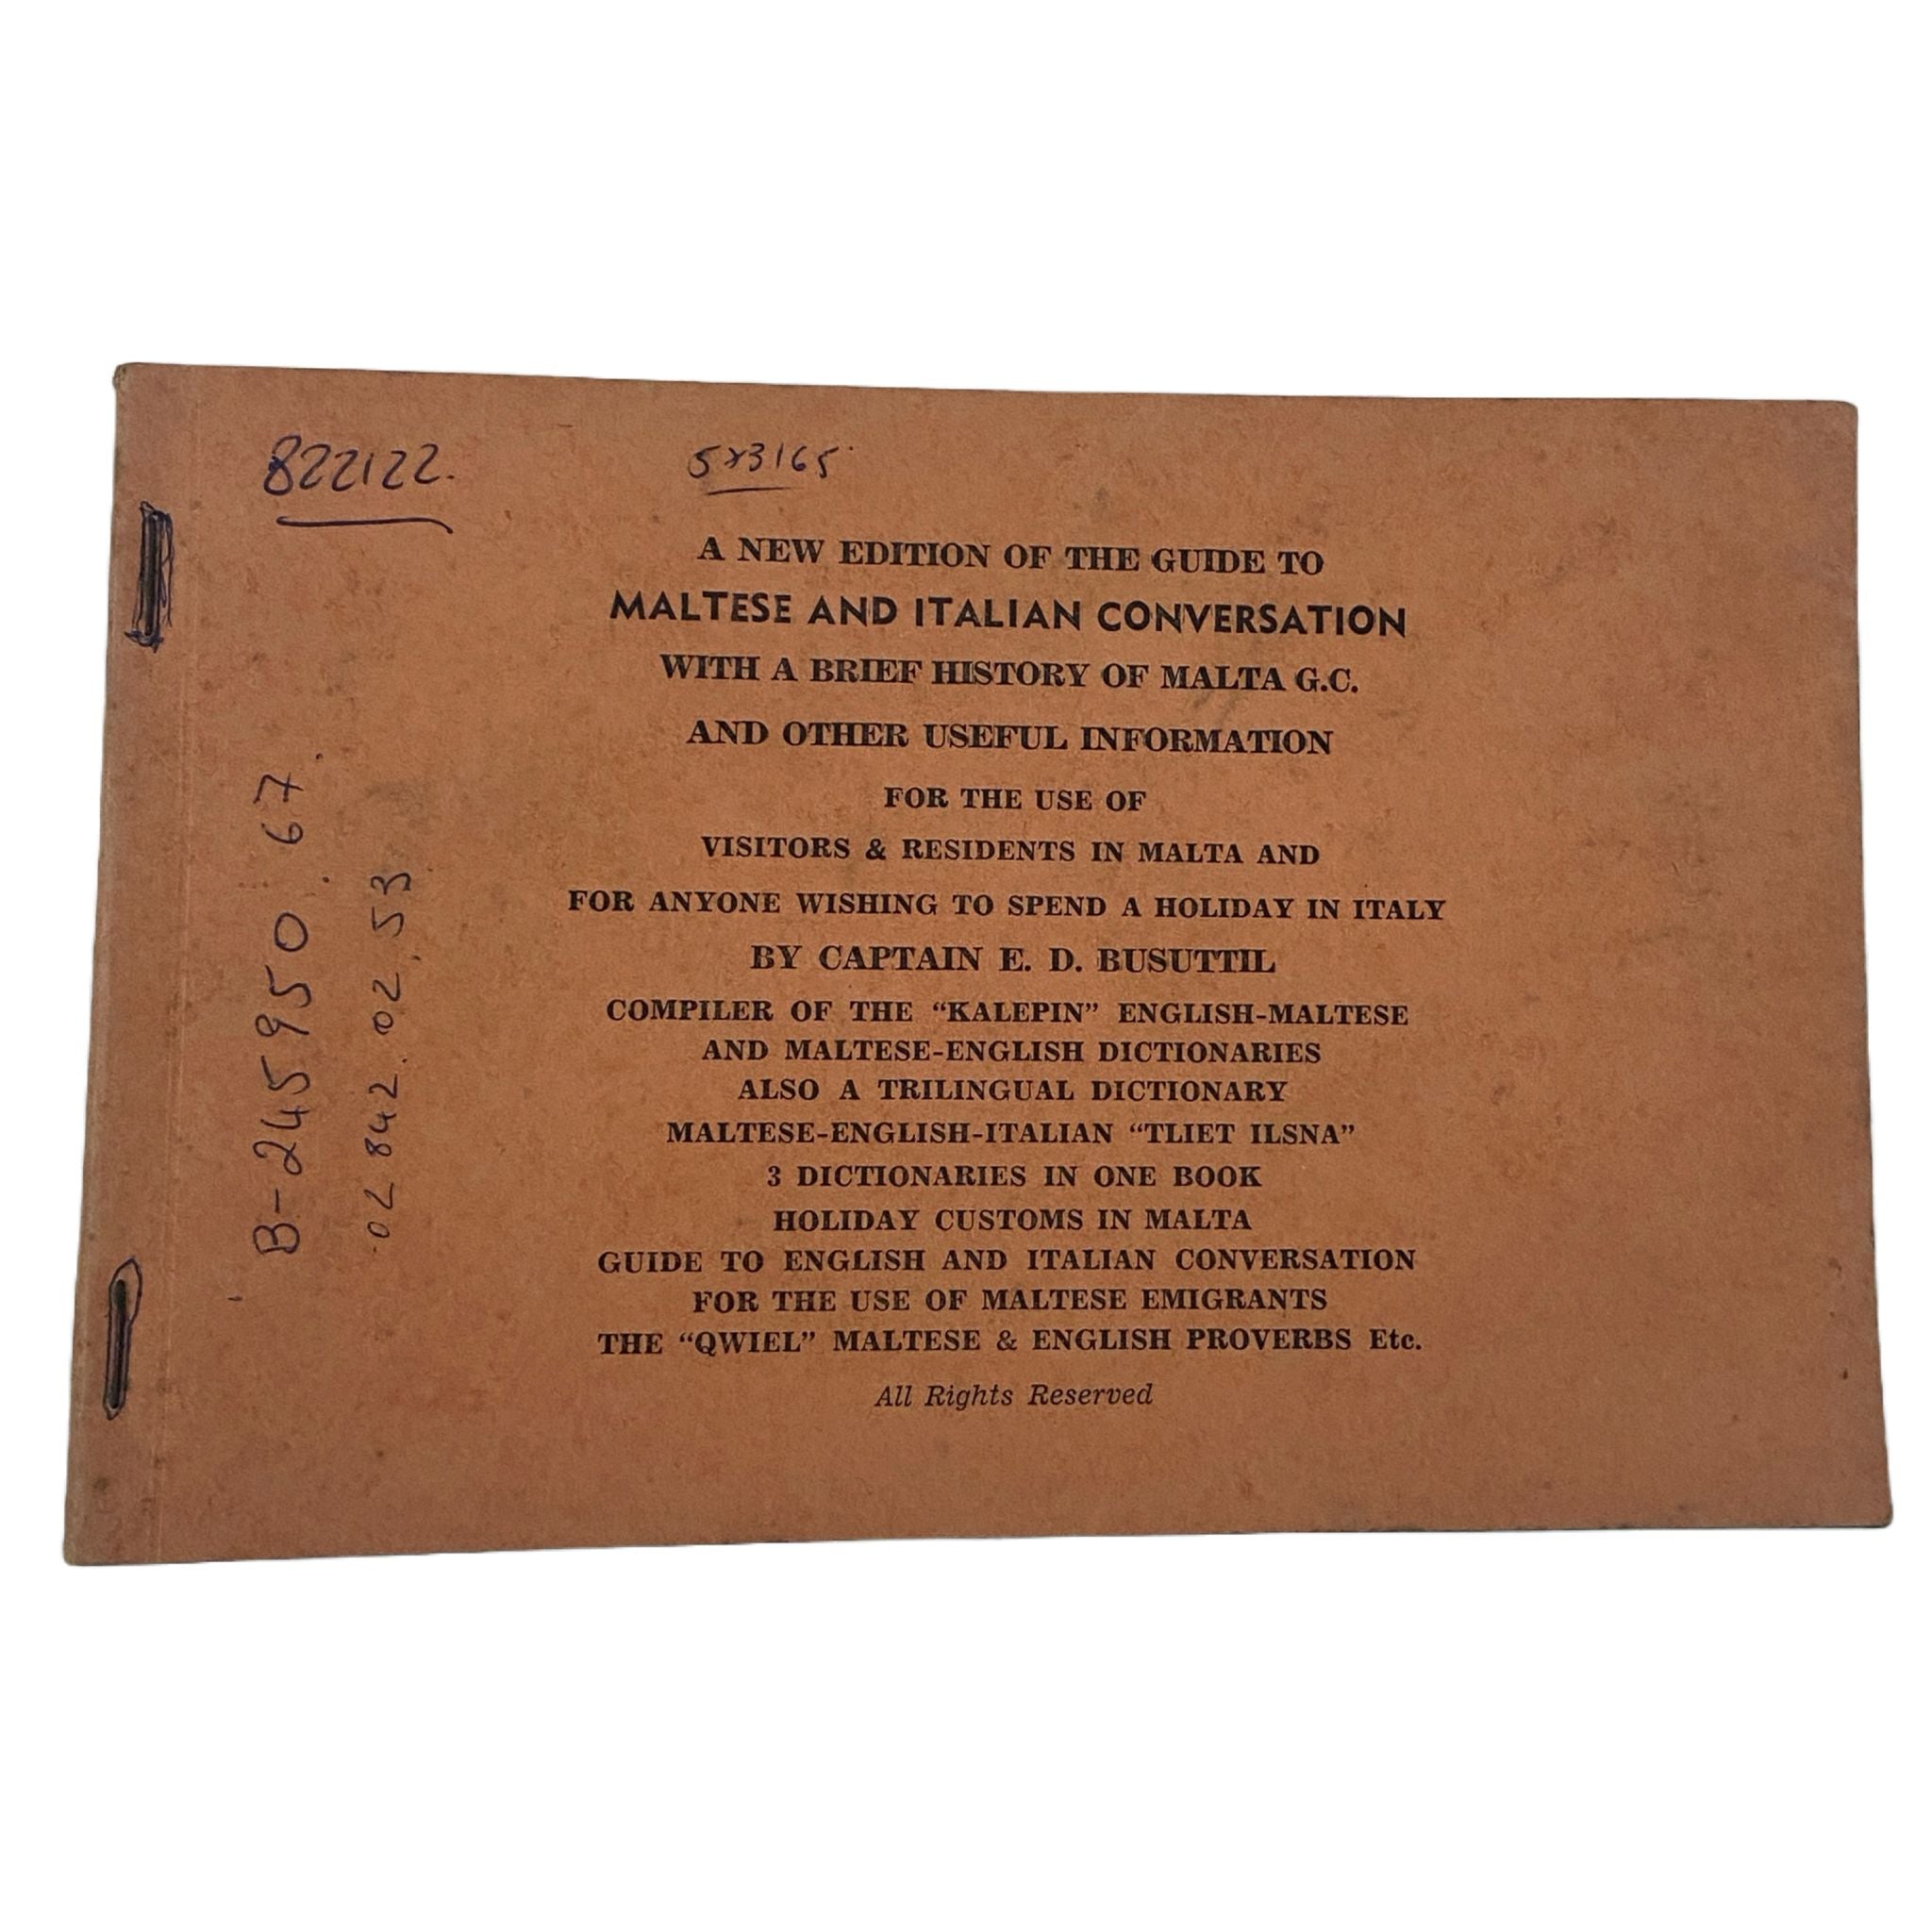 822122.
A NEW EDITION OF THE GUIDE TO
MALTESE AND ITALIAN CONVERSATION
WITH A BRIEF HISTORY OF MALTA G.C.
AND OTHER USEFUL INFORMATION
FOR THE USE OF
VISITORS & RESIDENTS IN MALTA AND
FOR ANYONE WISHING TO SPEND A HOLIDAY IN ITALY
BY CAPTAIN E. D. BUSUTTIL
COMPILER OF THE “KALEPIN” ENGLISH-MALTESE
AND MALTESE-ENGLISH DICTIONARIES
ALSO A TRILINGUAL DICTIONARY
MALTESE-ENGLISH-ITALIAN “TLIET ILSNA”
3 DICTIONARIES IN ONE BOOK
HOLIDAY CUSTOMS IN MALTA
GUIDE TO ENGLISH AND ITALIAN CONVERSATION
FOR THE USE OF MALTESE EMIGRANTS
THE “QWIEL” MALTESE & ENGLISH PROVERBS Etc.
All Rights Reserved
B-245950.67.
02 842.02.53